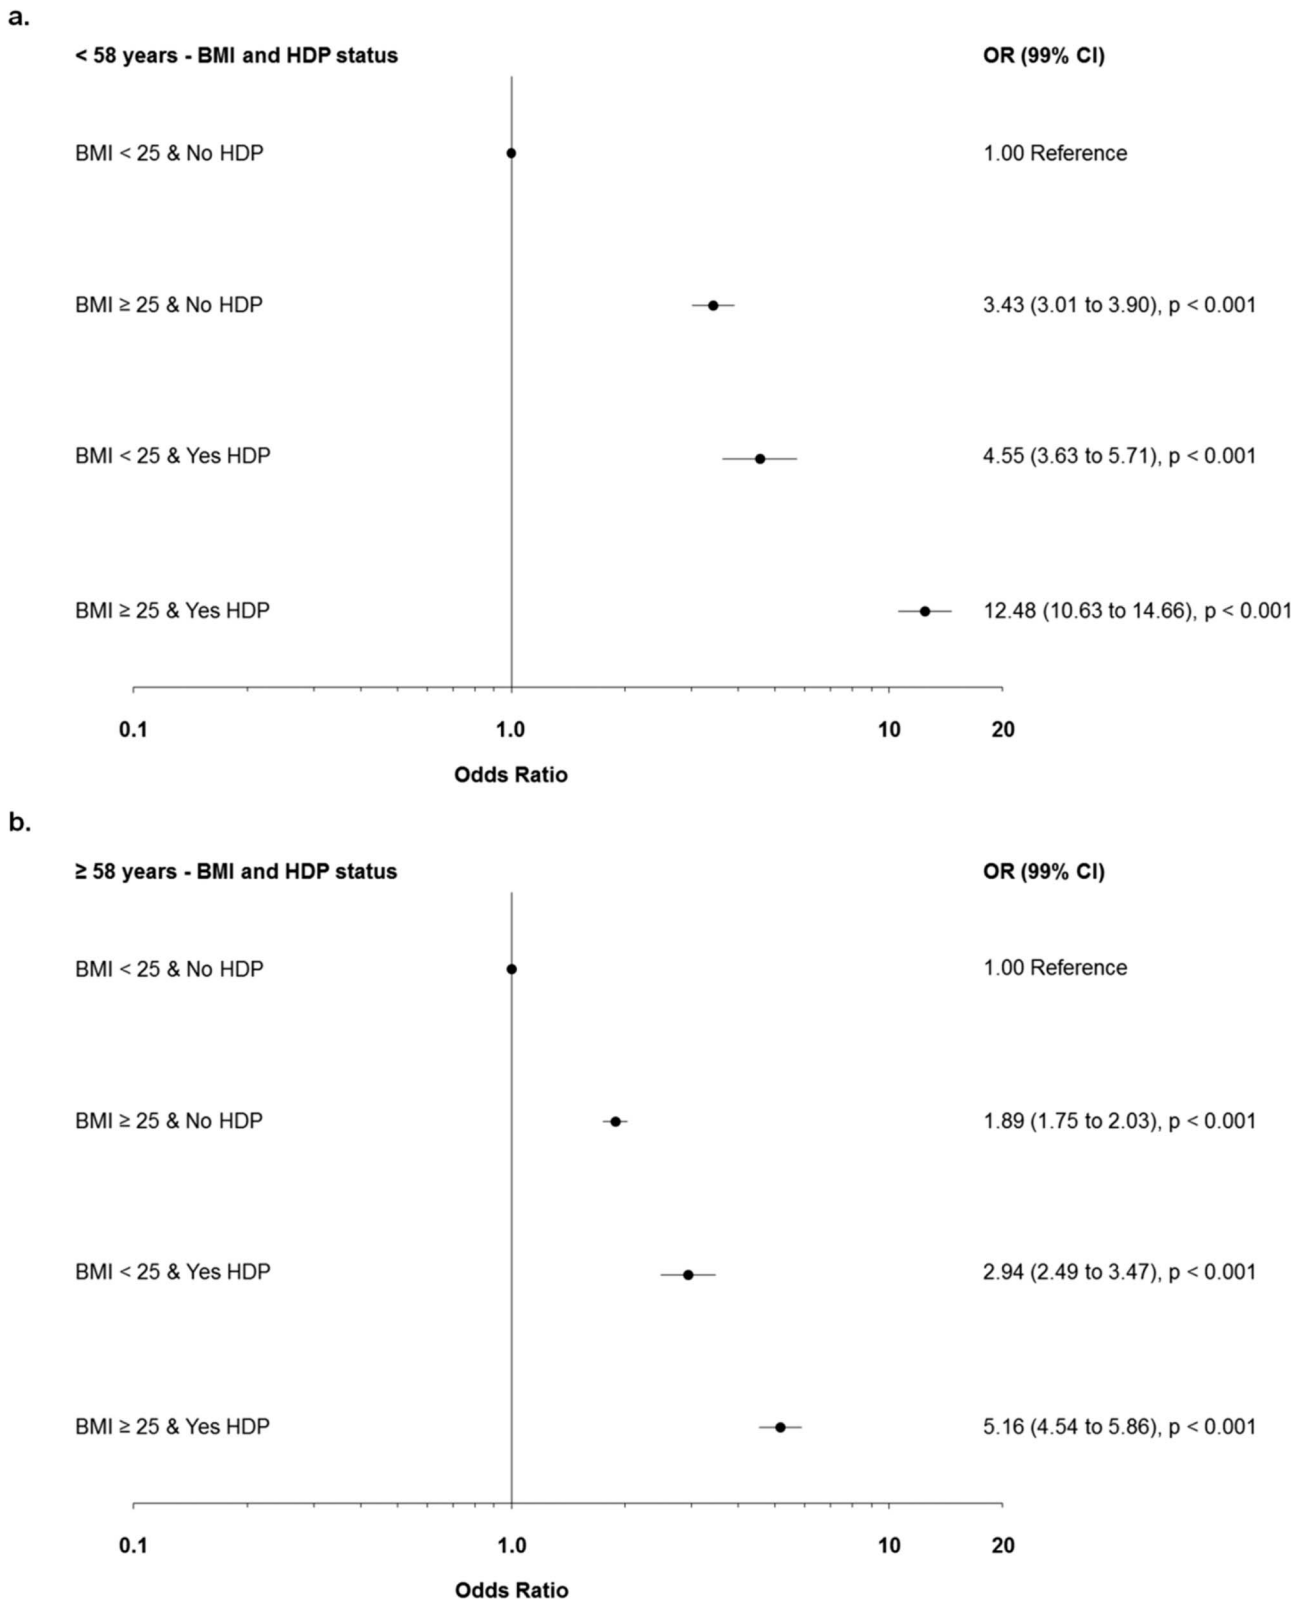 a.
< 58 years - BMI and HDP status OR (99% CI)
BMI < 25 & No HDP 1.00 Reference
BMI ≥ 25 & No HDP 3.43 (3.01 to 3.90), p < 0.001
BMI < 25 & Yes HDP 4.55 (3.63 to 5.71), p < 0.001
BMI ≥ 25 & Yes HDP 12.48 (10.63 to 14.66), p < 0.001
0.1 1.0 10 20
Odds Ratio
b.
≥ 58 years - BMI and HDP status OR (99% CI)
BMI < 25 & No HDP 1.00 Reference
BMI ≥ 25 & No HDP 1.89 (1.75 to 2.03), p < 0.001
BMI < 25 & Yes HDP 2.94 (2.49 to 3.47), p < 0.001
BMI ≥ 25 & Yes HDP 5.16 (4.54 to 5.86), p < 0.001
0.1 1.0 10 20
Odds Ratio